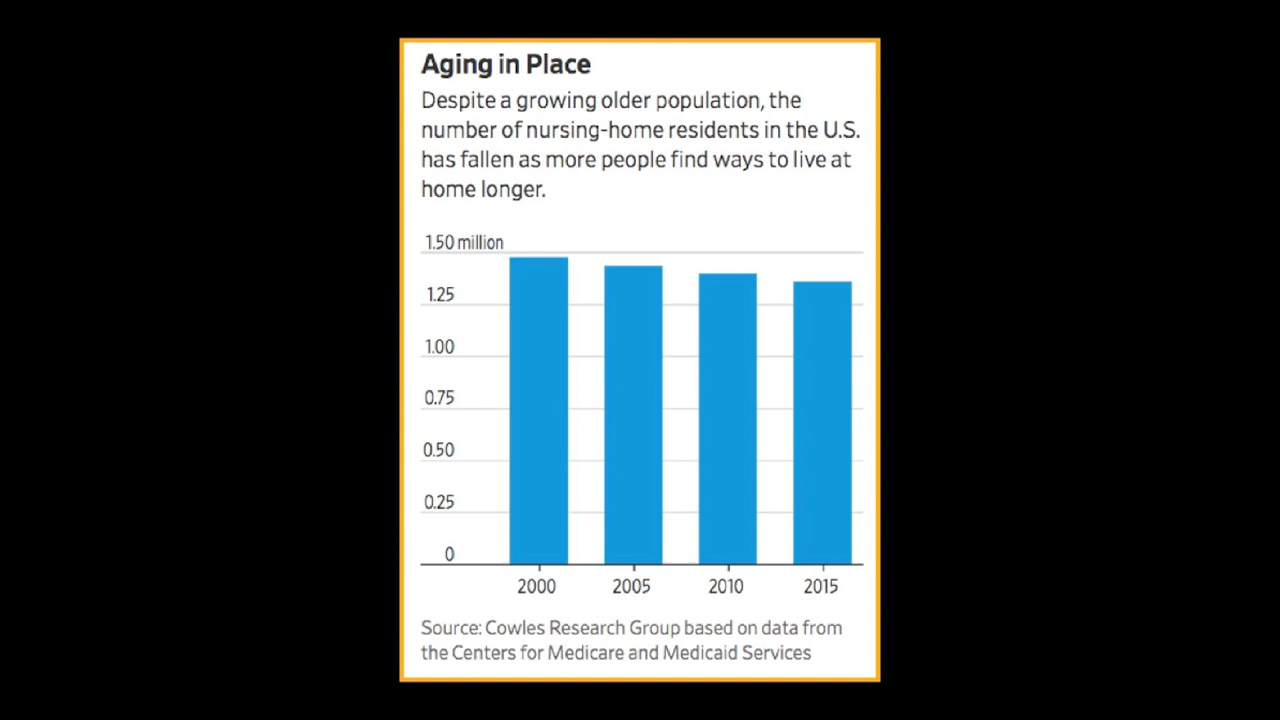 Aging in Place
Despite a growing older population, the
number of nursing-home residents in the U.S.
has fallen as more people find ways to live at
home longer.
1.50 million
1.25
1.00
0.75
0.50
0.25
0
2000 2005 2010 2015
Source: Cowles Research Group based on data from
the Centers for Medicare and Medicaid Services